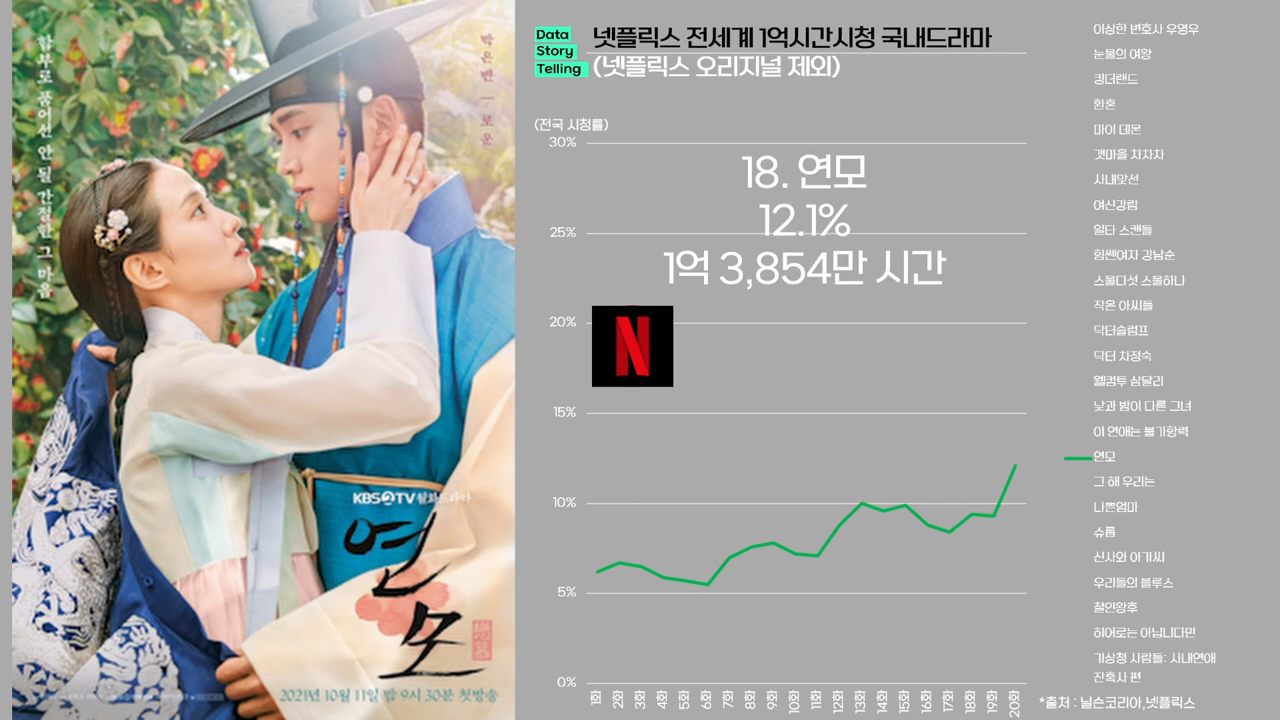 함부로 품어선 안 될 간절한 그 마음
KBS 2TV 월화드라마
연모
2021년 10월 11일 밤 9시 30분 첫방송
Data
Story
Telling
넷플릭스 전세계 1억시간시청 국내드라마
(넷플릭스 오리지널 제외)
(전국 시청률)
30%
25%
20%
15%
10%
5%
0%
18. 연모
12.1%
1억 3,854만 시간
N
1회
2회
3회
4회
5회
6회
7회
8회
9회
10회
11회
12회
13회
14회
15회
16회
17회
18회
19회
20회
이상한 변호사 우영우
눈물의 여왕
킹더랜드
환혼
마이 데몬
갯마을 차차차
사내맞선
여신강림
일타 스캔들
힘쎈여자 강남순
스물다섯 스물하나
작은 아씨들
닥터슬럼프
닥터 차정숙
웰컴투 삼달리
낮과 밤이 다른 그녀
이 연애는 불가항력
연모
그 해 우리는
나쁜엄마
슈룹
신사와 아가씨
우리들의 블루스
철인왕후
히어로는 아닙니다만
기상청 사람들: 사내연애
잔혹사 편
*출처 : 닐슨코리아,넷플릭스